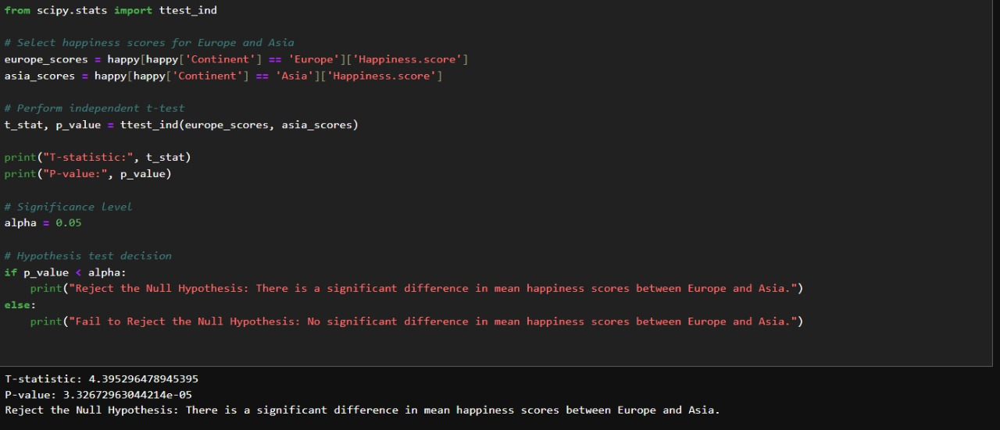 from scipy.stats import ttest_ind
# Select happiness scores for Europe and Asia
europe_scores = happy[happy['Continent'] == 'Europe']['Happiness.score']
asia_scores = happy[happy['Continent'] == 'Asia']['Happiness.score']
# Perform independent t-test
t_stat, p_value = ttest_ind(europe_scores, asia_scores)
print("T-statistic:", t_stat)
print("P-value:", p_value)
# Significance level
alpha = 0.05
# Hypothesis test decision
if p_value < alpha:
    print("Reject the Null Hypothesis: There is a significant difference in mean happiness scores between Europe and Asia.")
else:
    print("Fail to Reject the Null Hypothesis: No significant difference in mean happiness scores between Europe and Asia.")
T-statistic: 4.395296478945395
P-value: 3.32672963044214e-05
Reject the Null Hypothesis: There is a significant difference in mean happiness scores between Europe and Asia.